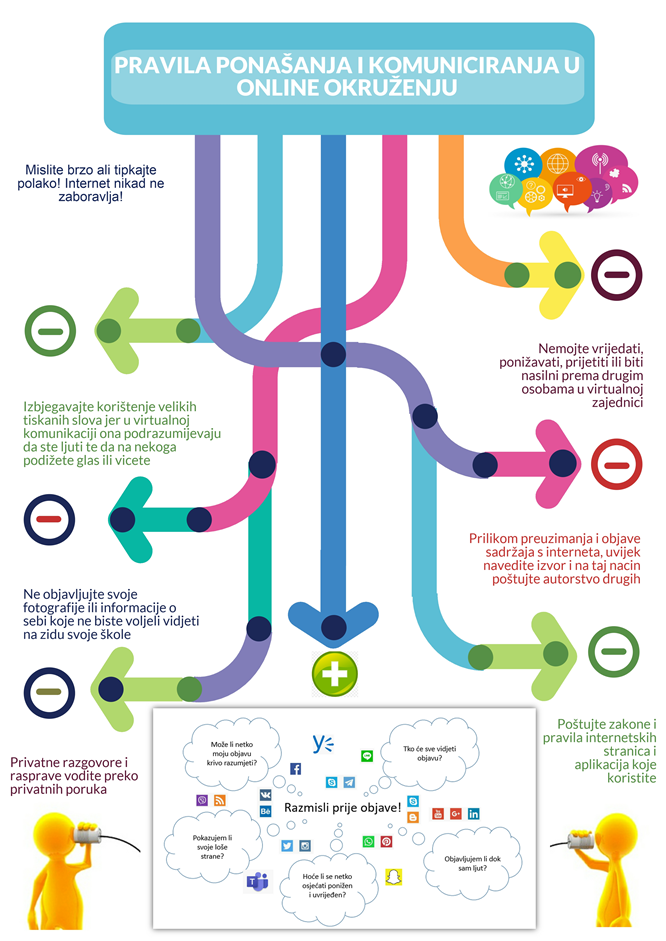 PRAVILA PONAŠANJA I KOMUNICIRANJA U
ONLINE OKRUŽENJU
Mislite brzo ali tipkajte
polako! Internet nikad ne
zaboravlja!
Nemojte vrijeđati,
ponižavati, prijetiti ili biti
nasilni prema drugim
osobama u virtualnoj
zajednici
Izbjegavajte korištenje velikih
tiskanih slova jer u virtualnoj
komunikaciji ona podrazumijevaju
da ste ljuti te da na nekoga
podižete glas ili vicete
Prilikom preuzimanja i objave
sadržaja s interneta, uvijek
navedite izvor i na taj nacin
poštujte autorstvo drugih
Ne objavljujte svoje
fotografije ili informacije o
sebi koje ne biste voljeli vidjeti
na zidu svoje škole
Poštujte zakone i
pravila internetskih
stranica i
aplikacija koje
koristite
Privatne razgovore i
rasprave vodite preko
privatnih poruka
Može li netko
moju objavu
krivo razumjeti?
Tko će sve vidjeti
objavu?
Razmisli prije objave!
Pokazujem li
svoje loše
strane?
Hoće li se netko
osjećati ponižen
i uvrijeđen?
Objavljujem li dok
sam ljut?